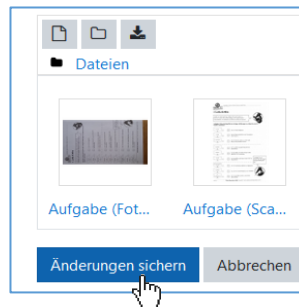 Dateien
Aufgabe (Fot... Aufgabe (Sca...
Änderungen sichern Abbrechen